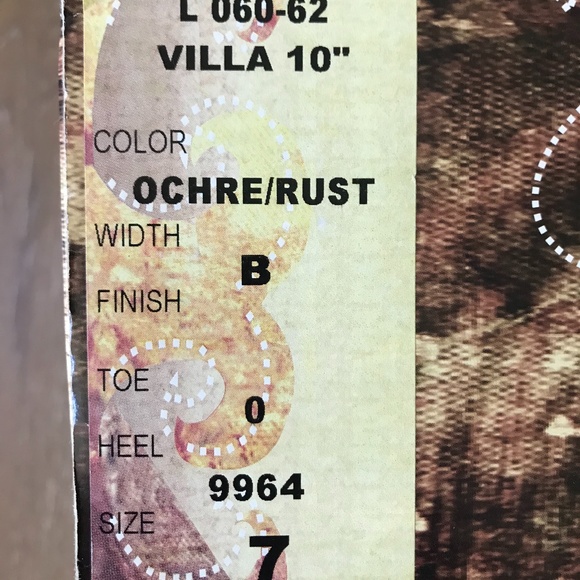 L 060-62
VILLA 10"
COLOR
OCHRE/RUST
WIDTH
B
FINISH
TOE
0
HEEL
9964
SIZE
7